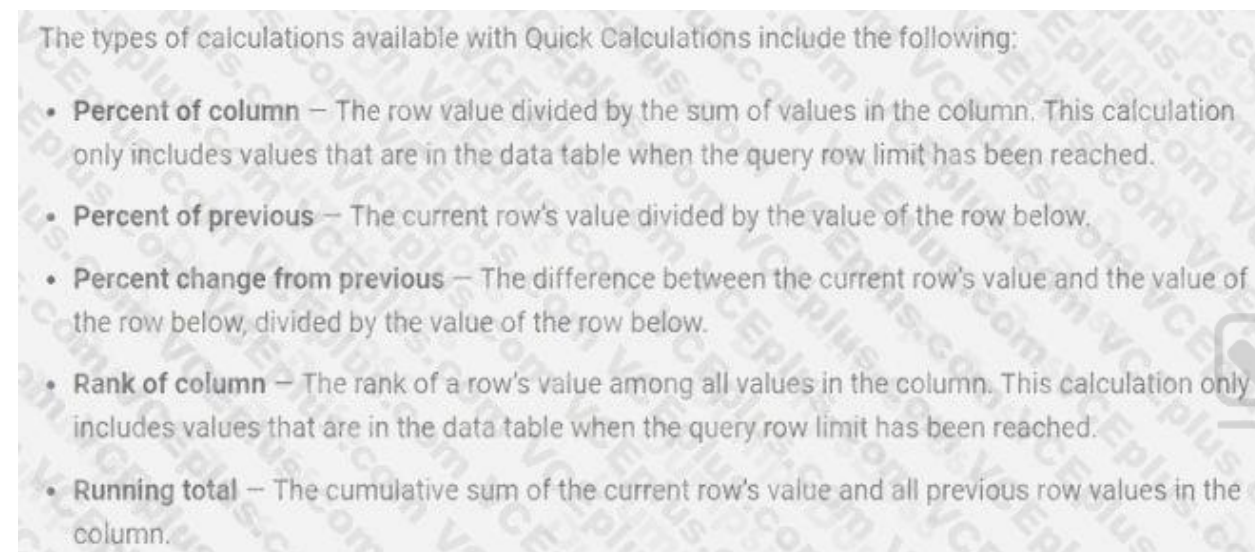 The types of calculations available with Quick Calculations include the following:
• Percent of column – The row value divided by the sum of values in the column. This calculation
only includes values that are in the data table when the query row limit has been reached.
• Percent of previous – The current row's value divided by the value of the row below.
• Percent change from previous – The difference between the current row's value and the value of
the row below, divided by the value of the row below.
• Rank of column – The rank of a row's value among all values in the column. This calculation only
includes values that are in the data table when the query row limit has been reached.
• Running total – The cumulative sum of the current row's value and all previous row values in the
column.